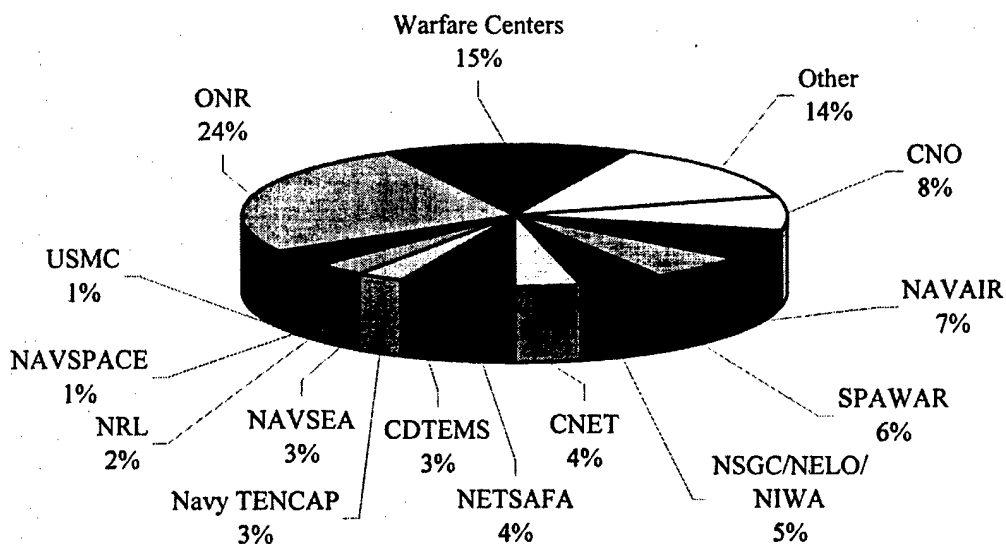 Warfare Centers
15%
Other
14%
ONR
24%
CNO
8%
USMC
1%
NAVAIR
7%
NAVSPACE
1%
SPAWAR
6%
NRL
2%
NAVSEA
3%
CDTEMS
3%
CNET
4%
NSGC/NELO/
NIWA
5%
Navy TENCAP
3%
NETSAFA
4%